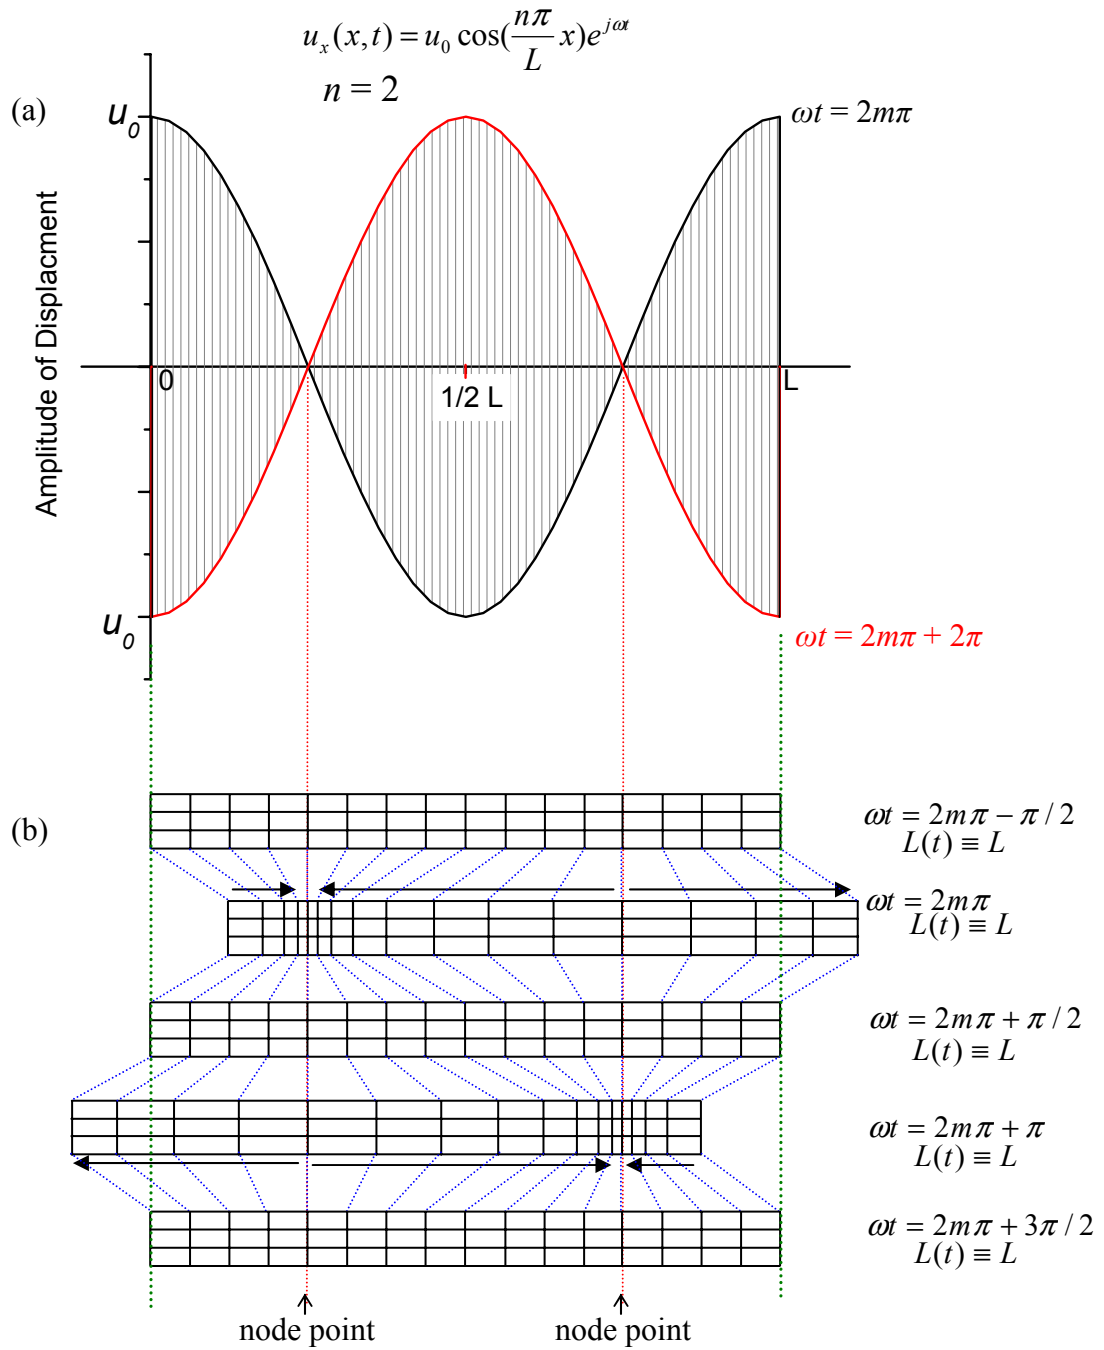 u_x(x,t) = u_0 cos(nπ/L x)e^{jωt}
n = 2
(a)
u_0
ωt = 2mπ
Amplitude of Displacment
0
1/2 L
L
u_0
ωt = 2mπ + 2π
(b)
ωt = 2mπ − π / 2
L(t) ≡ L
ωt = 2mπ
L(t) ≡ L
ωt = 2mπ + π / 2
L(t) ≡ L
ωt = 2mπ + π
L(t) ≡ L
ωt = 2mπ + 3π / 2
L(t) ≡ L
node point
node point